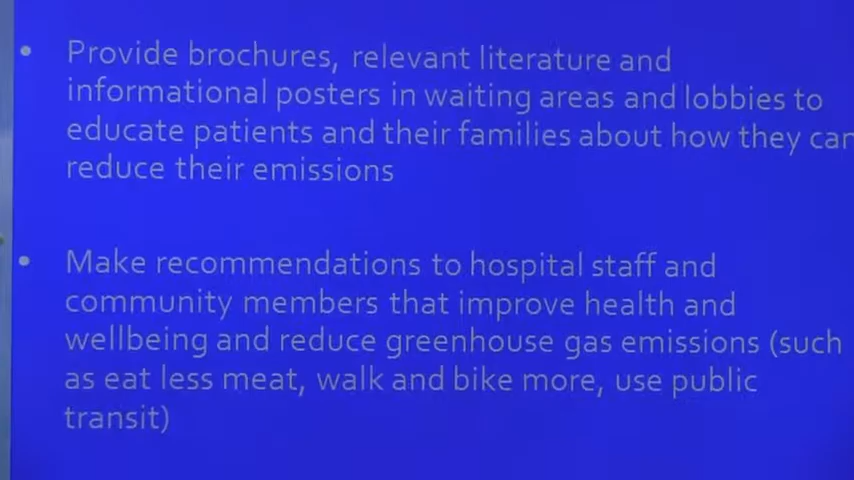 • Provide brochures, relevant literature and
informational posters in waiting areas and lobbies to
educate patients and their families about how they can
reduce their emissions
• Make recommendations to hospital staff and
community members that improve health and
wellbeing and reduce greenhouse gas emissions (such
as eat less meat, walk and bike more, use public
transit)